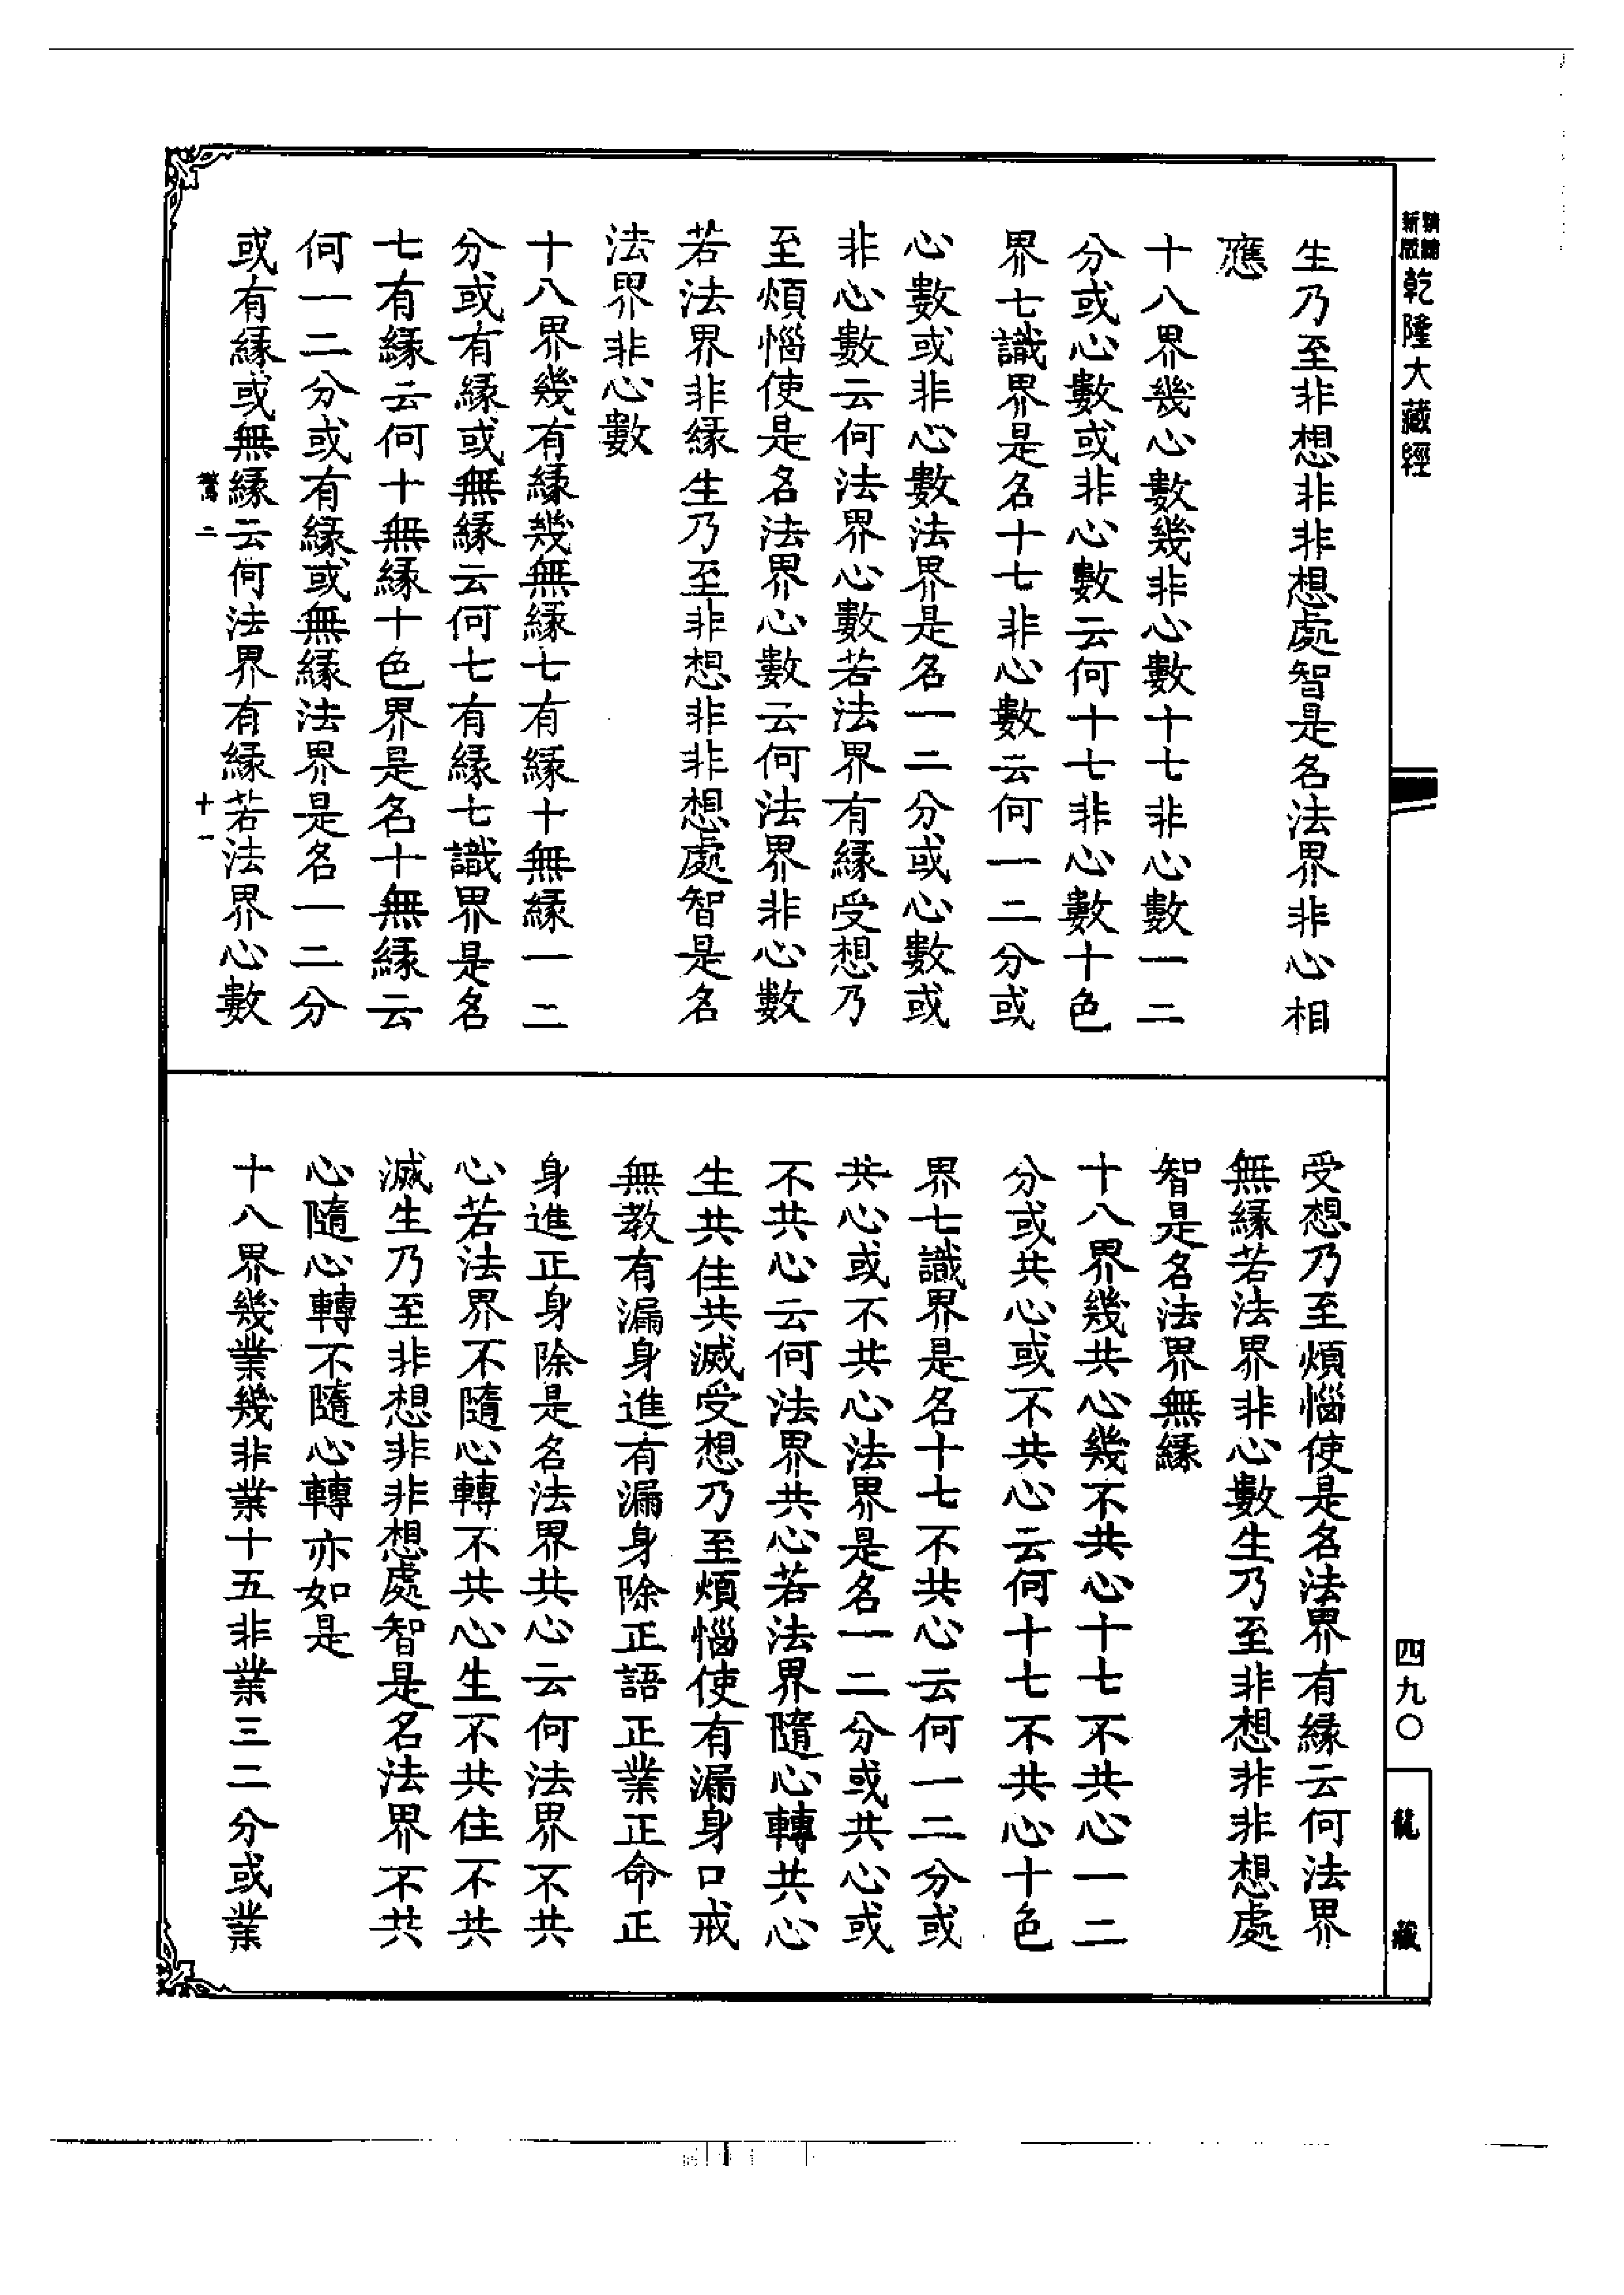 乾隆大藏經
生乃至非想非非想處智是名法界非心相
應
十八界幾心數幾非心數十七非心數一二
分或心數或非心數云何十七非心數十色
界七識界是名十七非心數云何一二分或
心數或非心數法界是名一二分或心數或
非心數云何法界心數若法界有緣受想乃
至煩惱使是名法界心數云何法界非心數
若法界非緣生乃至非想非非想處智是名
法界非心數
十八界幾有緣幾無緣七有緣十無緣一二
分或有緣或無緣云何七有緣七識界是名
七有緣云何十無緣十色界是名十無緣云
何一二分或有緣或無緣法界是名一二分
或有緣或無緣云何法界有緣若法界心數
二 十一
受想乃至煩惱使是名法界有緣云何法界
無緣若法界非心數生乃至非想非非想處
智是名法界無緣
十八界幾共心幾不共心十七不共心一二
分或共心或不共心云何十七不共心十色
界七識界是名十七不共心云何一二分或
共心或不共心法界是名一二分或共心或
不共心云何法界共心若法界隨心轉共心
生共住共滅受想乃至煩惱使有漏身口戒
無教有漏身進有漏身除正語正業正命正
身進正身除是名法界共心云何法界不共
心若法界不隨心轉不共心生不共住不共
滅生乃至非想非非想處智是名法界不共
心隨心轉不隨心轉亦如是
十八界幾業幾非業十五非業三二分或業
四九〇
龍藏